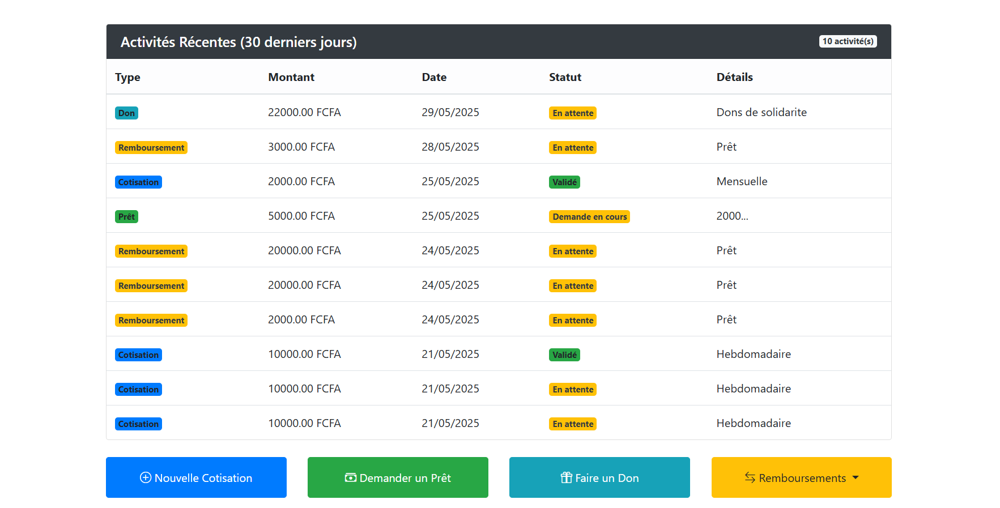 Activités Récentes (30 derniers jours) 10 activité(s)
Type Montant Date Statut Détails
Don 22000.00 FCFA 29/05/2025 En attente Dons de solidarite
Remboursement 3000.00 FCFA 28/05/2025 En attente Prêt
Cotisation 2000.00 FCFA 25/05/2025 Validé Mensuelle
Prêt 5000.00 FCFA 25/05/2025 Demande en cours 2000...
Remboursement 20000.00 FCFA 24/05/2025 En attente Prêt
Remboursement 20000.00 FCFA 24/05/2025 En attente Prêt
Remboursement 2000.00 FCFA 24/05/2025 En attente Prêt
Cotisation 10000.00 FCFA 21/05/2025 Validé Hebdomadaire
Cotisation 10000.00 FCFA 21/05/2025 En attente Hebdomadaire
Cotisation 10000.00 FCFA 21/05/2025 En attente Hebdomadaire
Nouvelle Cotisation Demander un Prêt Faire un Don Remboursements